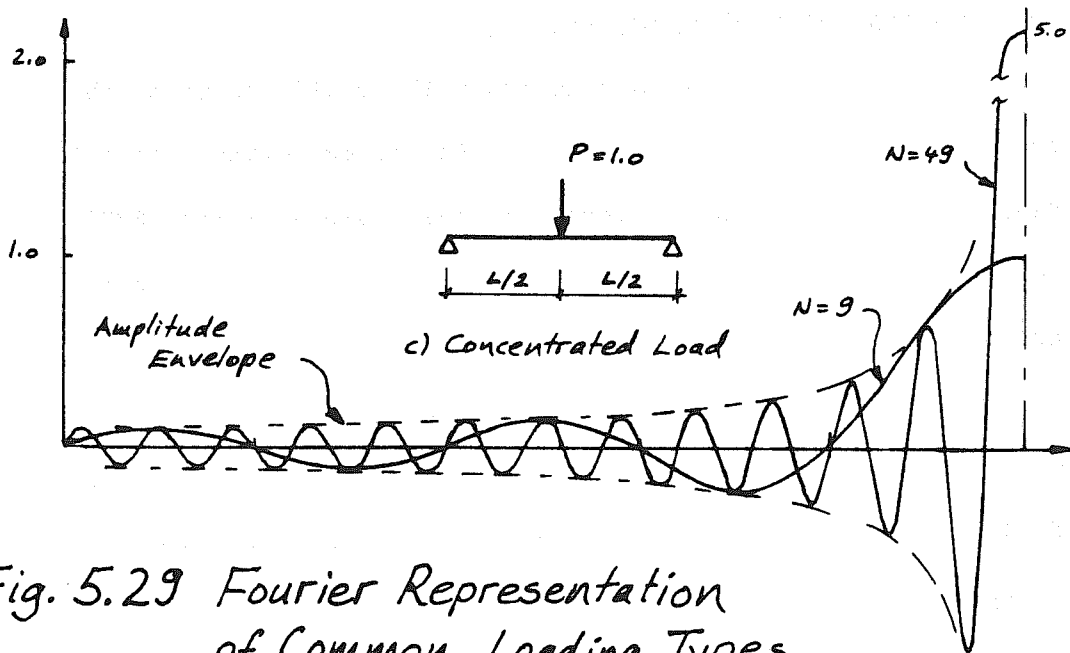 5.0
2.0
P=1.0
N=49
1.0
L/2 L/2
N=9
Amplitude
Envelope
c) Concentrated Load
Fig. 5.29 Fourier Representation
of Common Loading Types